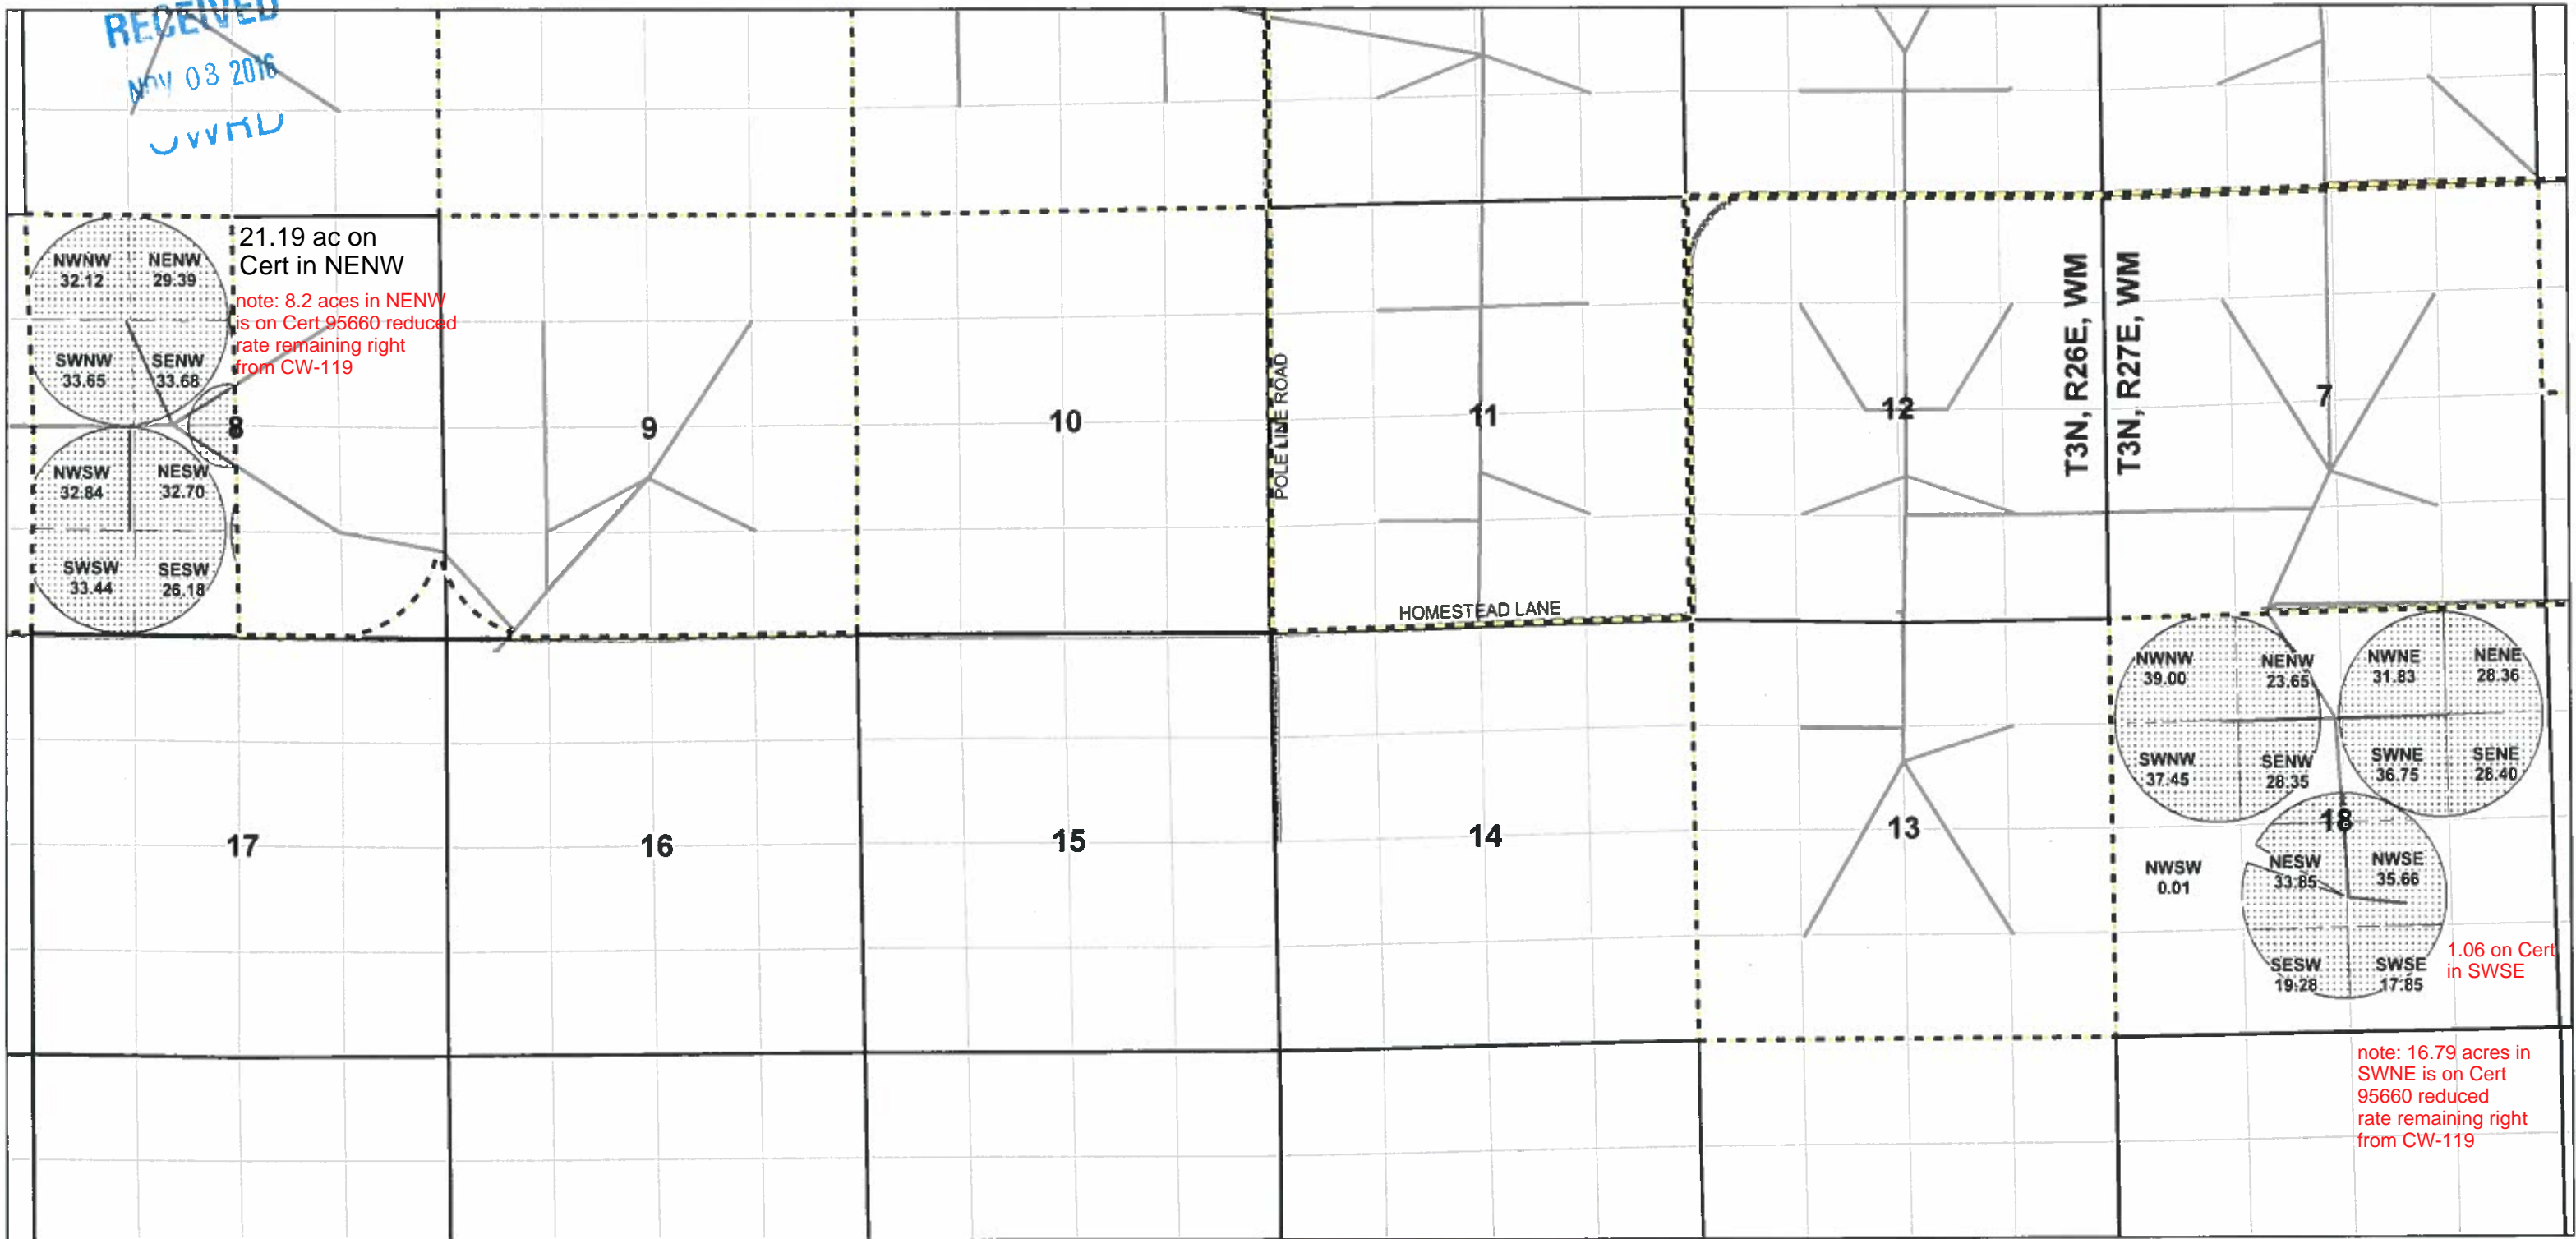 RECEIVED
NOV 03 2016
OWRD
NWNW
32.12
NENW
29.39
SWNW
33.65
SENW
33.68
21.19 ac on
Cert in NENW
note: 8.2 aces in NENW
is on Cert 95660 reduced
rate remaining right
from CW-119
8
NWSW
32.84
NESW
32.70
SWSW
33.44
SESW
26.18
9
10
POLE LINE ROAD
11
HOMESTEAD LANE
12
T3N, R26E, WM
T3N, R27E, WM
7
17
16
15
14
13
NWNW
39.00
NENW
23.65
NWNE
31.83
NENE
28.36
SWNW
37.45
SENW
28.35
SWNE
36.75
SENE
28.40
18
NWSW
0.01
NESW
33.85
NWSE
35.66
SESW
19.28
SWSE
17.85
1.06 on Cert
in SWSE
note: 16.79 acres in
SWNE is on Cert
95660 reduced
rate remaining right
from CW-119